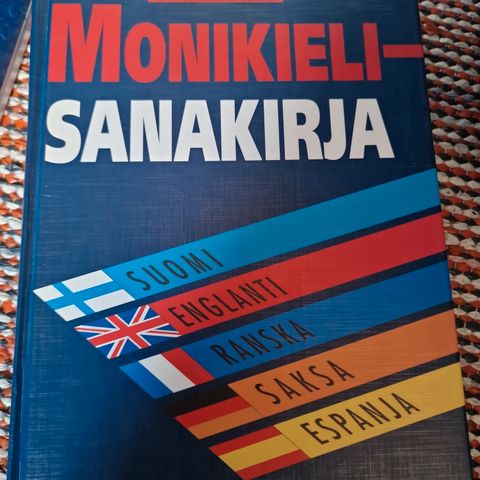 MONIKIELI–
SANAKIRJA
SUOMI
ENGLANTI
RANSKA
SAKSA
ESPANJA